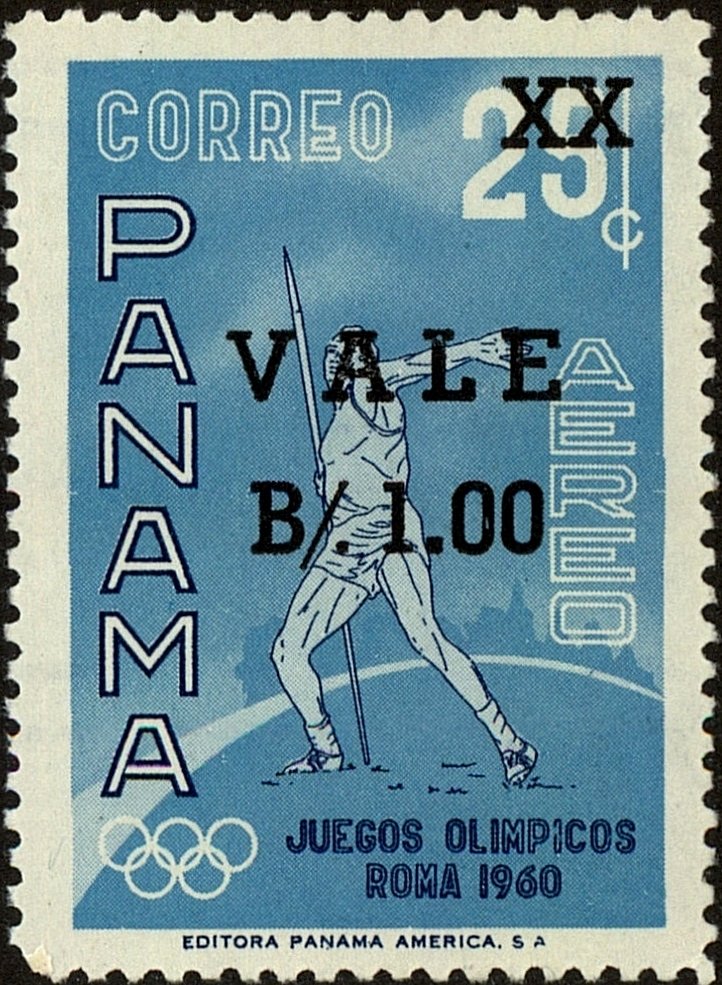 CORREO
25¢
XX
PANAMA
AEREO
VALE
B/.1.00
JUEGOS OLIMPICOS
ROMA 1960
EDITORA PANAMA AMERICA, S A